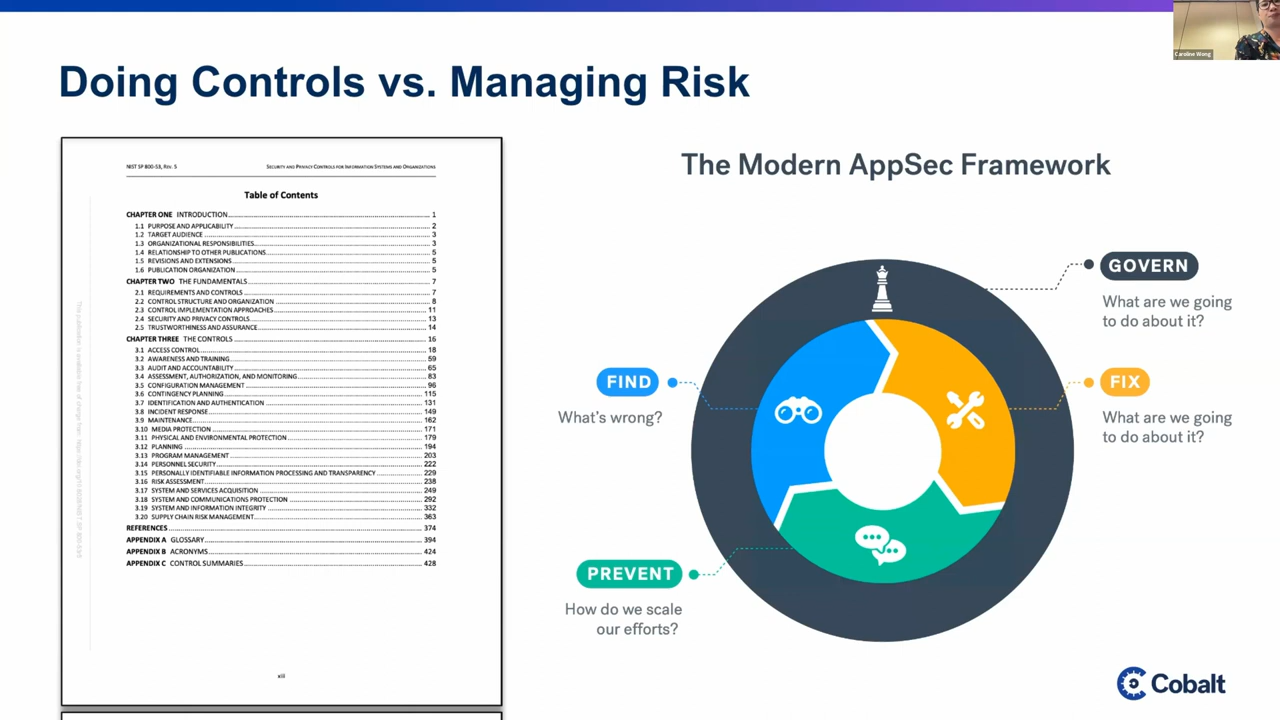 Caroline Wong
Doing Controls vs. Managing Risk
NIST SP 800-53, REV. 5 SECURITY AND PRIVACY CONTROLS FOR INFORMATION SYSTEMS AND ORGANIZATIONS
Table of Contents
CHAPTER ONE INTRODUCTION 1
1.1 PURPOSE AND APPLICABILITY 2
1.2 TARGET AUDIENCE 3
1.3 ORGANIZATIONAL RESPONSIBILITIES 3
1.4 RELATIONSHIP TO OTHER PUBLICATIONS 5
1.5 REVISIONS AND EXTENSIONS 5
1.6 PUBLICATION ORGANIZATION 5
CHAPTER TWO THE FUNDAMENTALS 7
2.1 REQUIREMENTS AND CONTROLS 7
2.2 CONTROL STRUCTURE AND ORGANIZATION 8
2.3 CONTROL IMPLEMENTATION APPROACHES 11
2.4 SECURITY AND PRIVACY CONTROLS 13
2.5 TRUSTWORTHINESS AND ASSURANCE 14
CHAPTER THREE THE CONTROLS 16
3.1 ACCESS CONTROL 18
3.2 AWARENESS AND TRAINING 59
3.3 AUDIT AND ACCOUNTABILITY 65
3.4 ASSESSMENT, AUTHORIZATION, AND MONITORING 83
3.5 CONFIGURATION MANAGEMENT 96
3.6 CONTINGENCY PLANNING 115
3.7 IDENTIFICATION AND AUTHENTICATION 131
3.8 INCIDENT RESPONSE 149
3.9 MAINTENANCE 162
3.10 MEDIA PROTECTION 171
3.11 PHYSICAL AND ENVIRONMENTAL PROTECTION 179
3.12 PLANNING 194
3.13 PROGRAM MANAGEMENT 203
3.14 PERSONNEL SECURITY 222
3.15 PERSONALLY IDENTIFIABLE INFORMATION PROCESSING AND TRANSPARENCY 229
3.16 RISK ASSESSMENT 238
3.17 SYSTEM AND SERVICES ACQUISITION 249
3.18 SYSTEM AND COMMUNICATIONS PROTECTION 292
3.19 SYSTEM AND INFORMATION INTEGRITY 332
3.20 SUPPLY CHAIN RISK MANAGEMENT 363
REFERENCES 374
APPENDIX A GLOSSARY 394
APPENDIX B ACRONYMS 424
APPENDIX C CONTROL SUMMARIES 428
xiii
The Modern AppSec Framework
GOVERN
What are we going
to do about it?
FIND
What's wrong?
FIX
What are we going
to do about it?
PREVENT
How do we scale
our efforts?
Cobalt